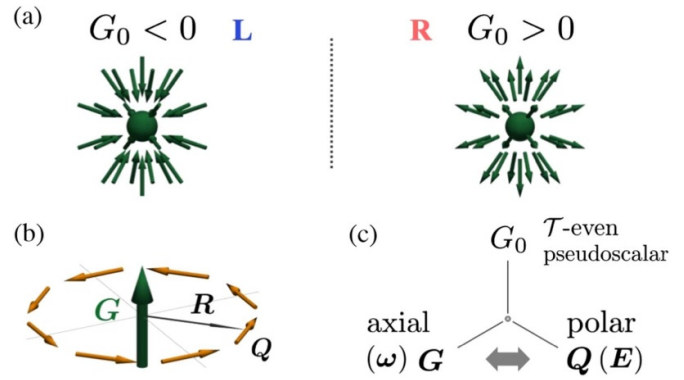 (a)
G₀ < 0 L
R G₀ > 0
(b)
G
R
Q
(c)
G₀ 𝒯-even
pseudoscalar
axial
polar
(ω) G
Q (E)